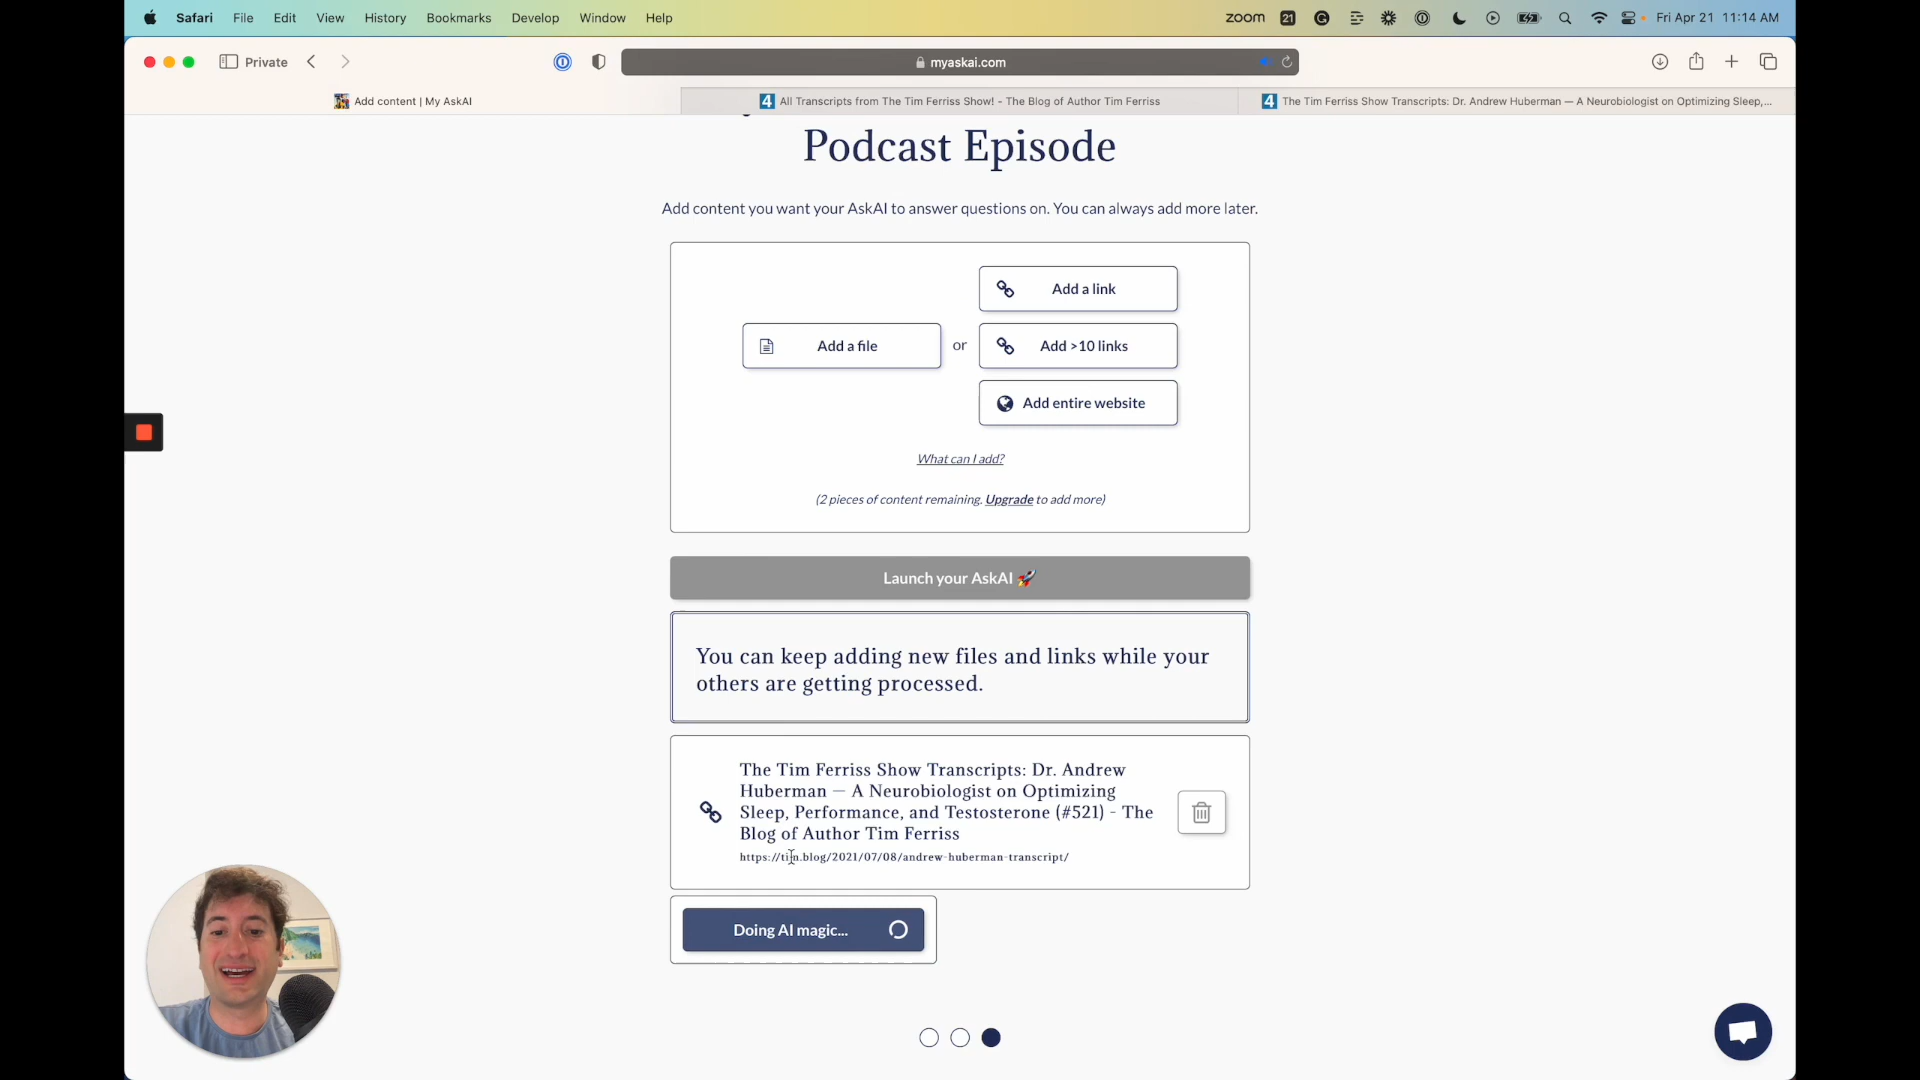 Safari File Edit View History Bookmarks Develop Window Help zoom 21 Fri Apr 21 11:14 AM
Private myaskai.com
Add content | My AskAI
4 All Transcripts from The Tim Ferriss Show! - The Blog of Author Tim Ferriss
4 The Tim Ferriss Show Transcripts: Dr. Andrew Huberman — A Neurobiologist on Optimizing Sleep,...
Podcast Episode
Add content you want your AskAI to answer questions on. You can always add more later.
Add a link
Add a file or Add >10 links
Add entire website
What can I add?
(2 pieces of content remaining. Upgrade to add more)
Launch your AskAI 🚀
You can keep adding new files and links while your
others are getting processed.
The Tim Ferriss Show Transcripts: Dr. Andrew
Huberman — A Neurobiologist on Optimizing
Sleep, Performance, and Testosterone (#521) - The
Blog of Author Tim Ferriss
https://tim.blog/2021/07/08/andrew-huberman-transcript/
Doing AI magic...